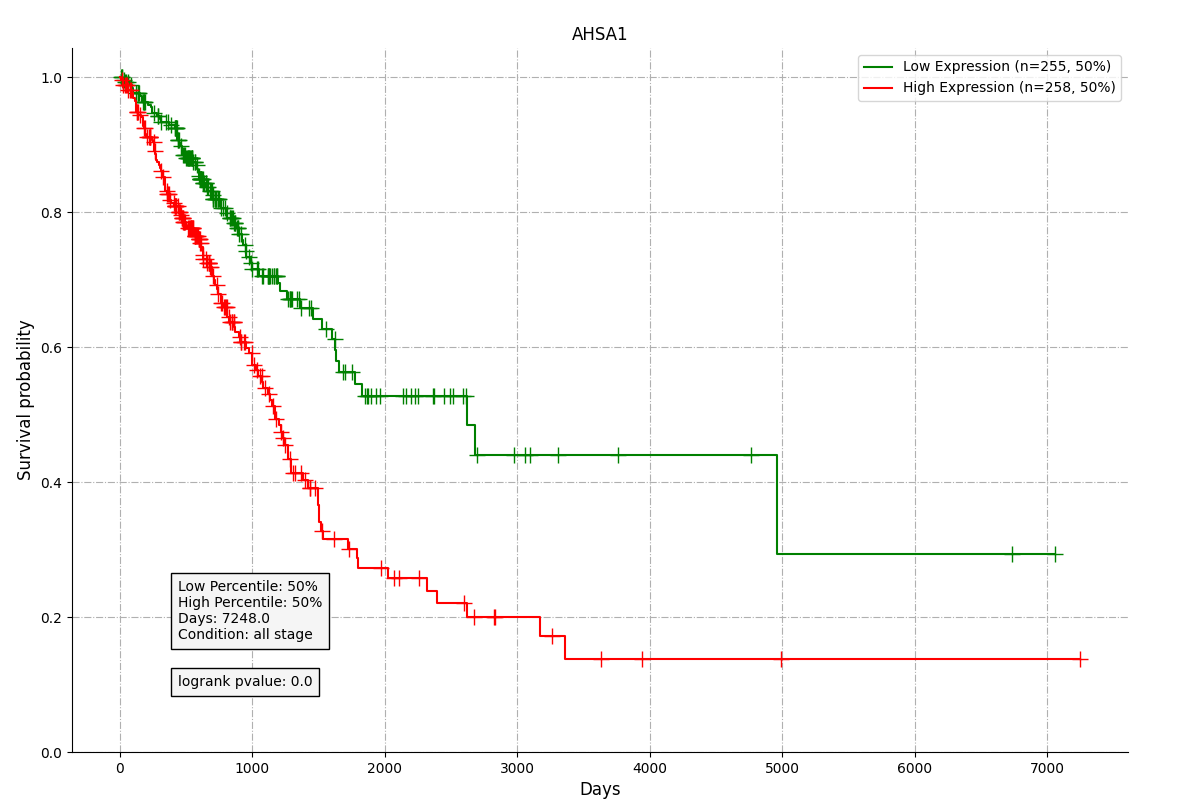 AHSA1
Low Expression (n=255, 50%)
High Expression (n=258, 50%)
Survival probability
1.0
0.8
0.6
0.4
0.2
0.0
Low Percentile: 50%
High Percentile: 50%
Days: 7248.0
Condition: all stage
logrank pvalue: 0.0
0 1000 2000 3000 4000 5000 6000 7000
Days